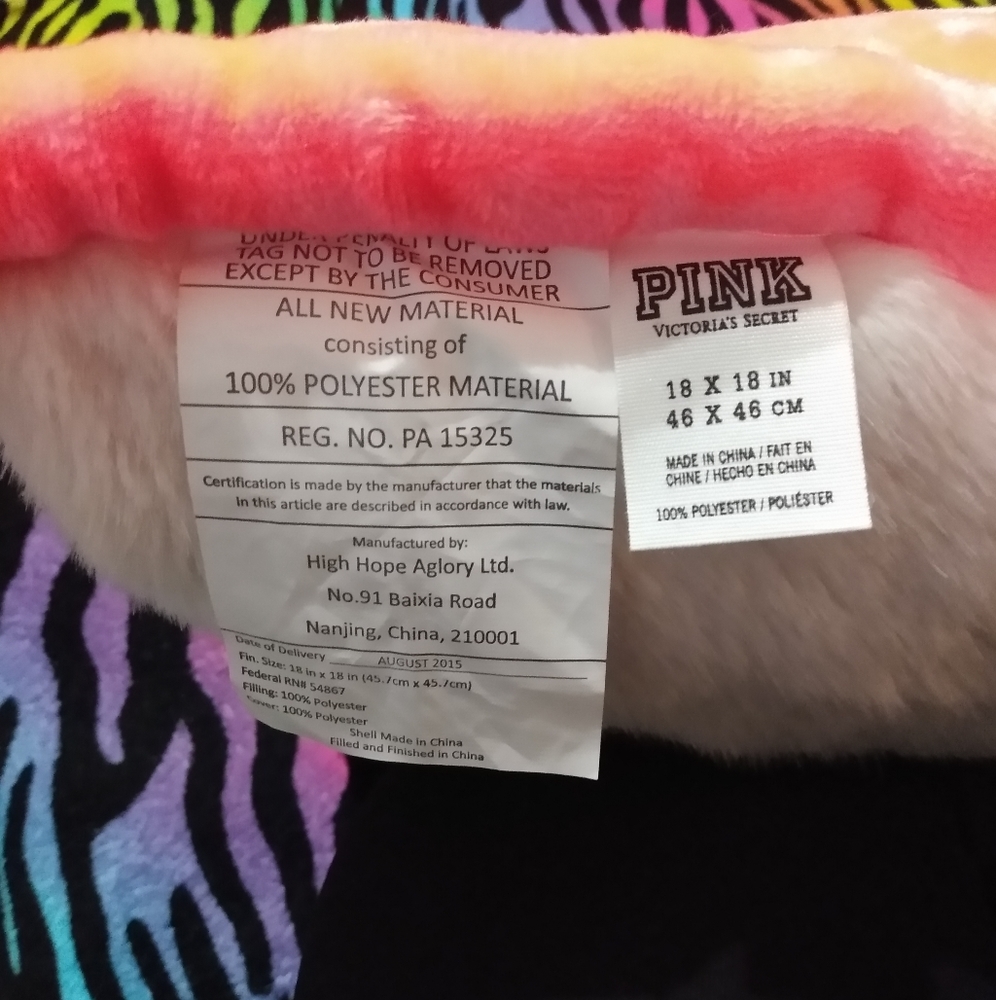 UNDER PENALTY OF LAWS
TAG NOT TO BE REMOVED
EXCEPT BY THE CONSUMER
ALL NEW MATERIAL
consisting of
100% POLYESTER MATERIAL
REG. NO. PA 15325
Certification is made by the manufacturer that the materials
in this article are described in accordance with law.
Manufactured by:
High Hope Aglory Ltd.
No.91 Baixia Road
Nanjing, China, 210001
Date of Delivery AUGUST 2015
Fin. Size: 18 in x 18 in (45.7cm x 45.7cm)
Federal RN# 54867
Filling: 100% Polyester
Cover: 100% Polyester
Shell Made in China
Filled and Finished in China
PINK
VICTORIA'S SECRET
18 X 18 IN
46 X 46 CM
MADE IN CHINA / FAIT EN
CHINE / HECHO EN CHINA
100% POLYESTER / POLIÉSTER